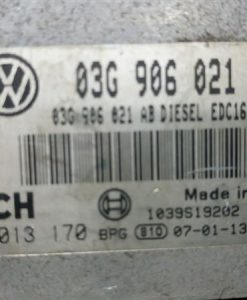 03G 906 021
03G 906 021 AB DIESEL EDC16
CH Made in
1039S19202
013 170 BPG 810 07-01-13